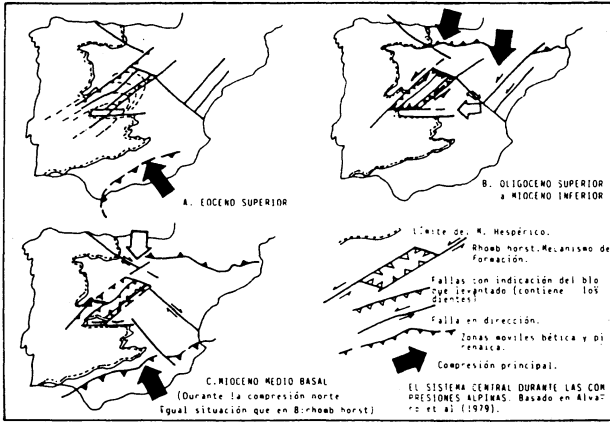 A. EOCENO SUPERIOR
B. OLIGOCENO SUPERIOR
a MIOCENO INFERIOR
C.MIOCENO MEDIO BASAL
(Durante la compresión norte
igual situación que en B:rhomb horst)
Límite del M. Hespérico.
Rhomb horst.Mecanismo de
formación.
Fallas con indicación del blo
que levantado (contiene los
dientes)
Falla en dirección.
Zonas moviles bética y pi
renaica.
Compresión principal.
EL SISTEMA CENTRAL DURANTE LAS COM
PRESIONES ALPINAS. Basado en Alva-
ro et al (1979).